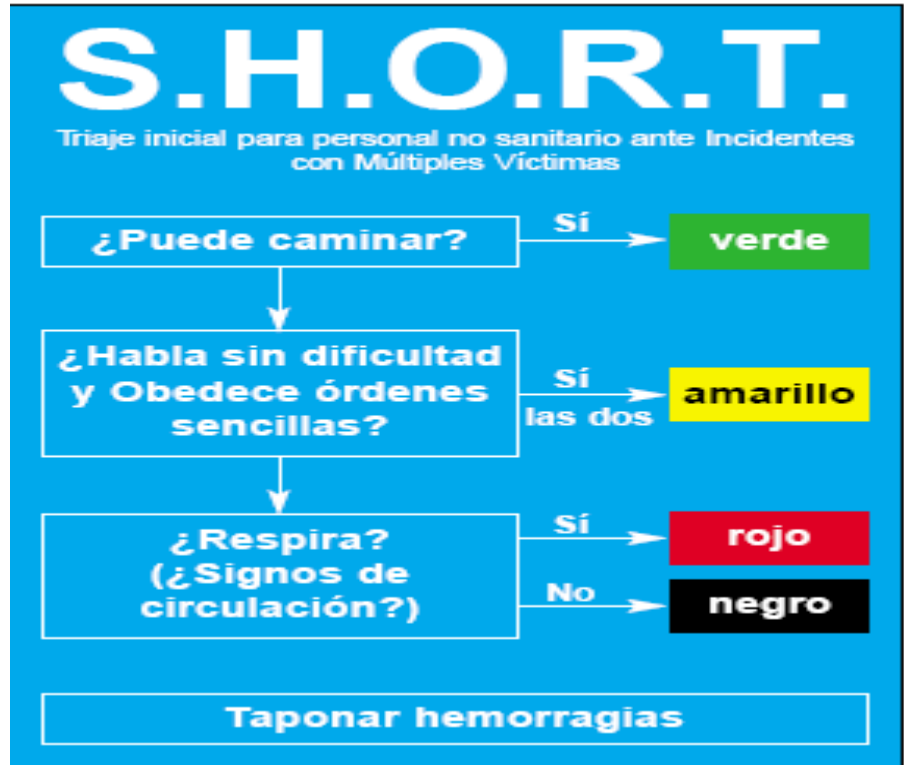 S.H.O.R.T.
Triaje inicial para personal no sanitario ante Incidentes
con Múltiples Víctimas
¿Puede caminar?
Sí
verde
¿Habla sin dificultad
y Obedece órdenes
sencillas?
Sí
las dos
amarillo
¿Respira?
(¿Signos de
circulación?)
Sí
rojo
No
negro
Taponar hemorragias